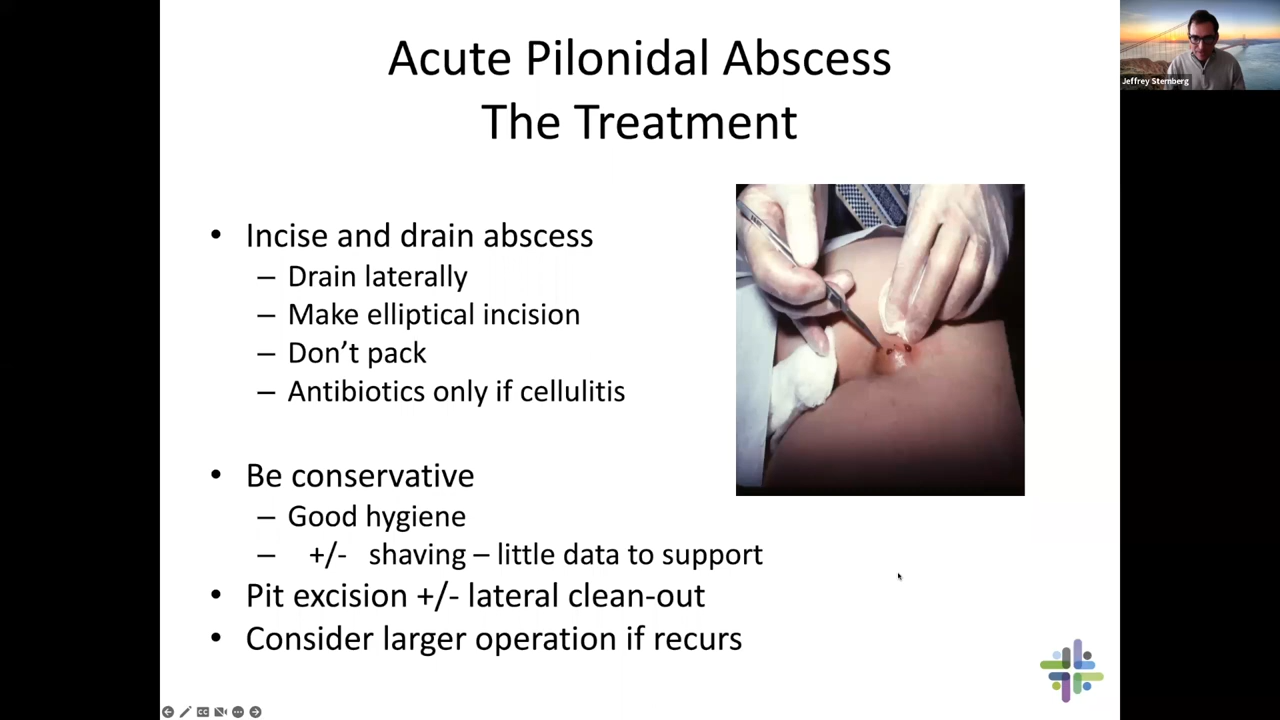 Acute Pilonidal Abscess
The Treatment
• Incise and drain abscess
– Drain laterally
– Make elliptical incision
– Don't pack
– Antibiotics only if cellulitis
• Be conservative
– Good hygiene
– +/- shaving – little data to support
• Pit excision +/- lateral clean-out
• Consider larger operation if recurs
Jeffrey Sternberg